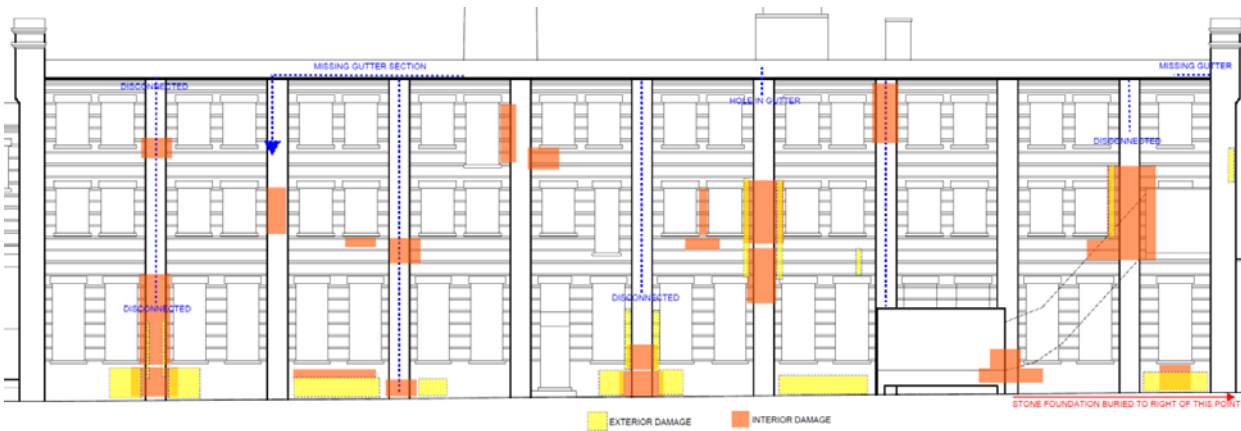 MISSING GUTTER SECTION
MISSING GUTTER
DISCONNECTED
HOLE IN GUTTER
DISCONNECTED
DISCONNECTED
DISCONNECTED
STONE FOUNDATION BURIED TO RIGHT OF THIS POINT
EXTERIOR DAMAGE
INTERIOR DAMAGE